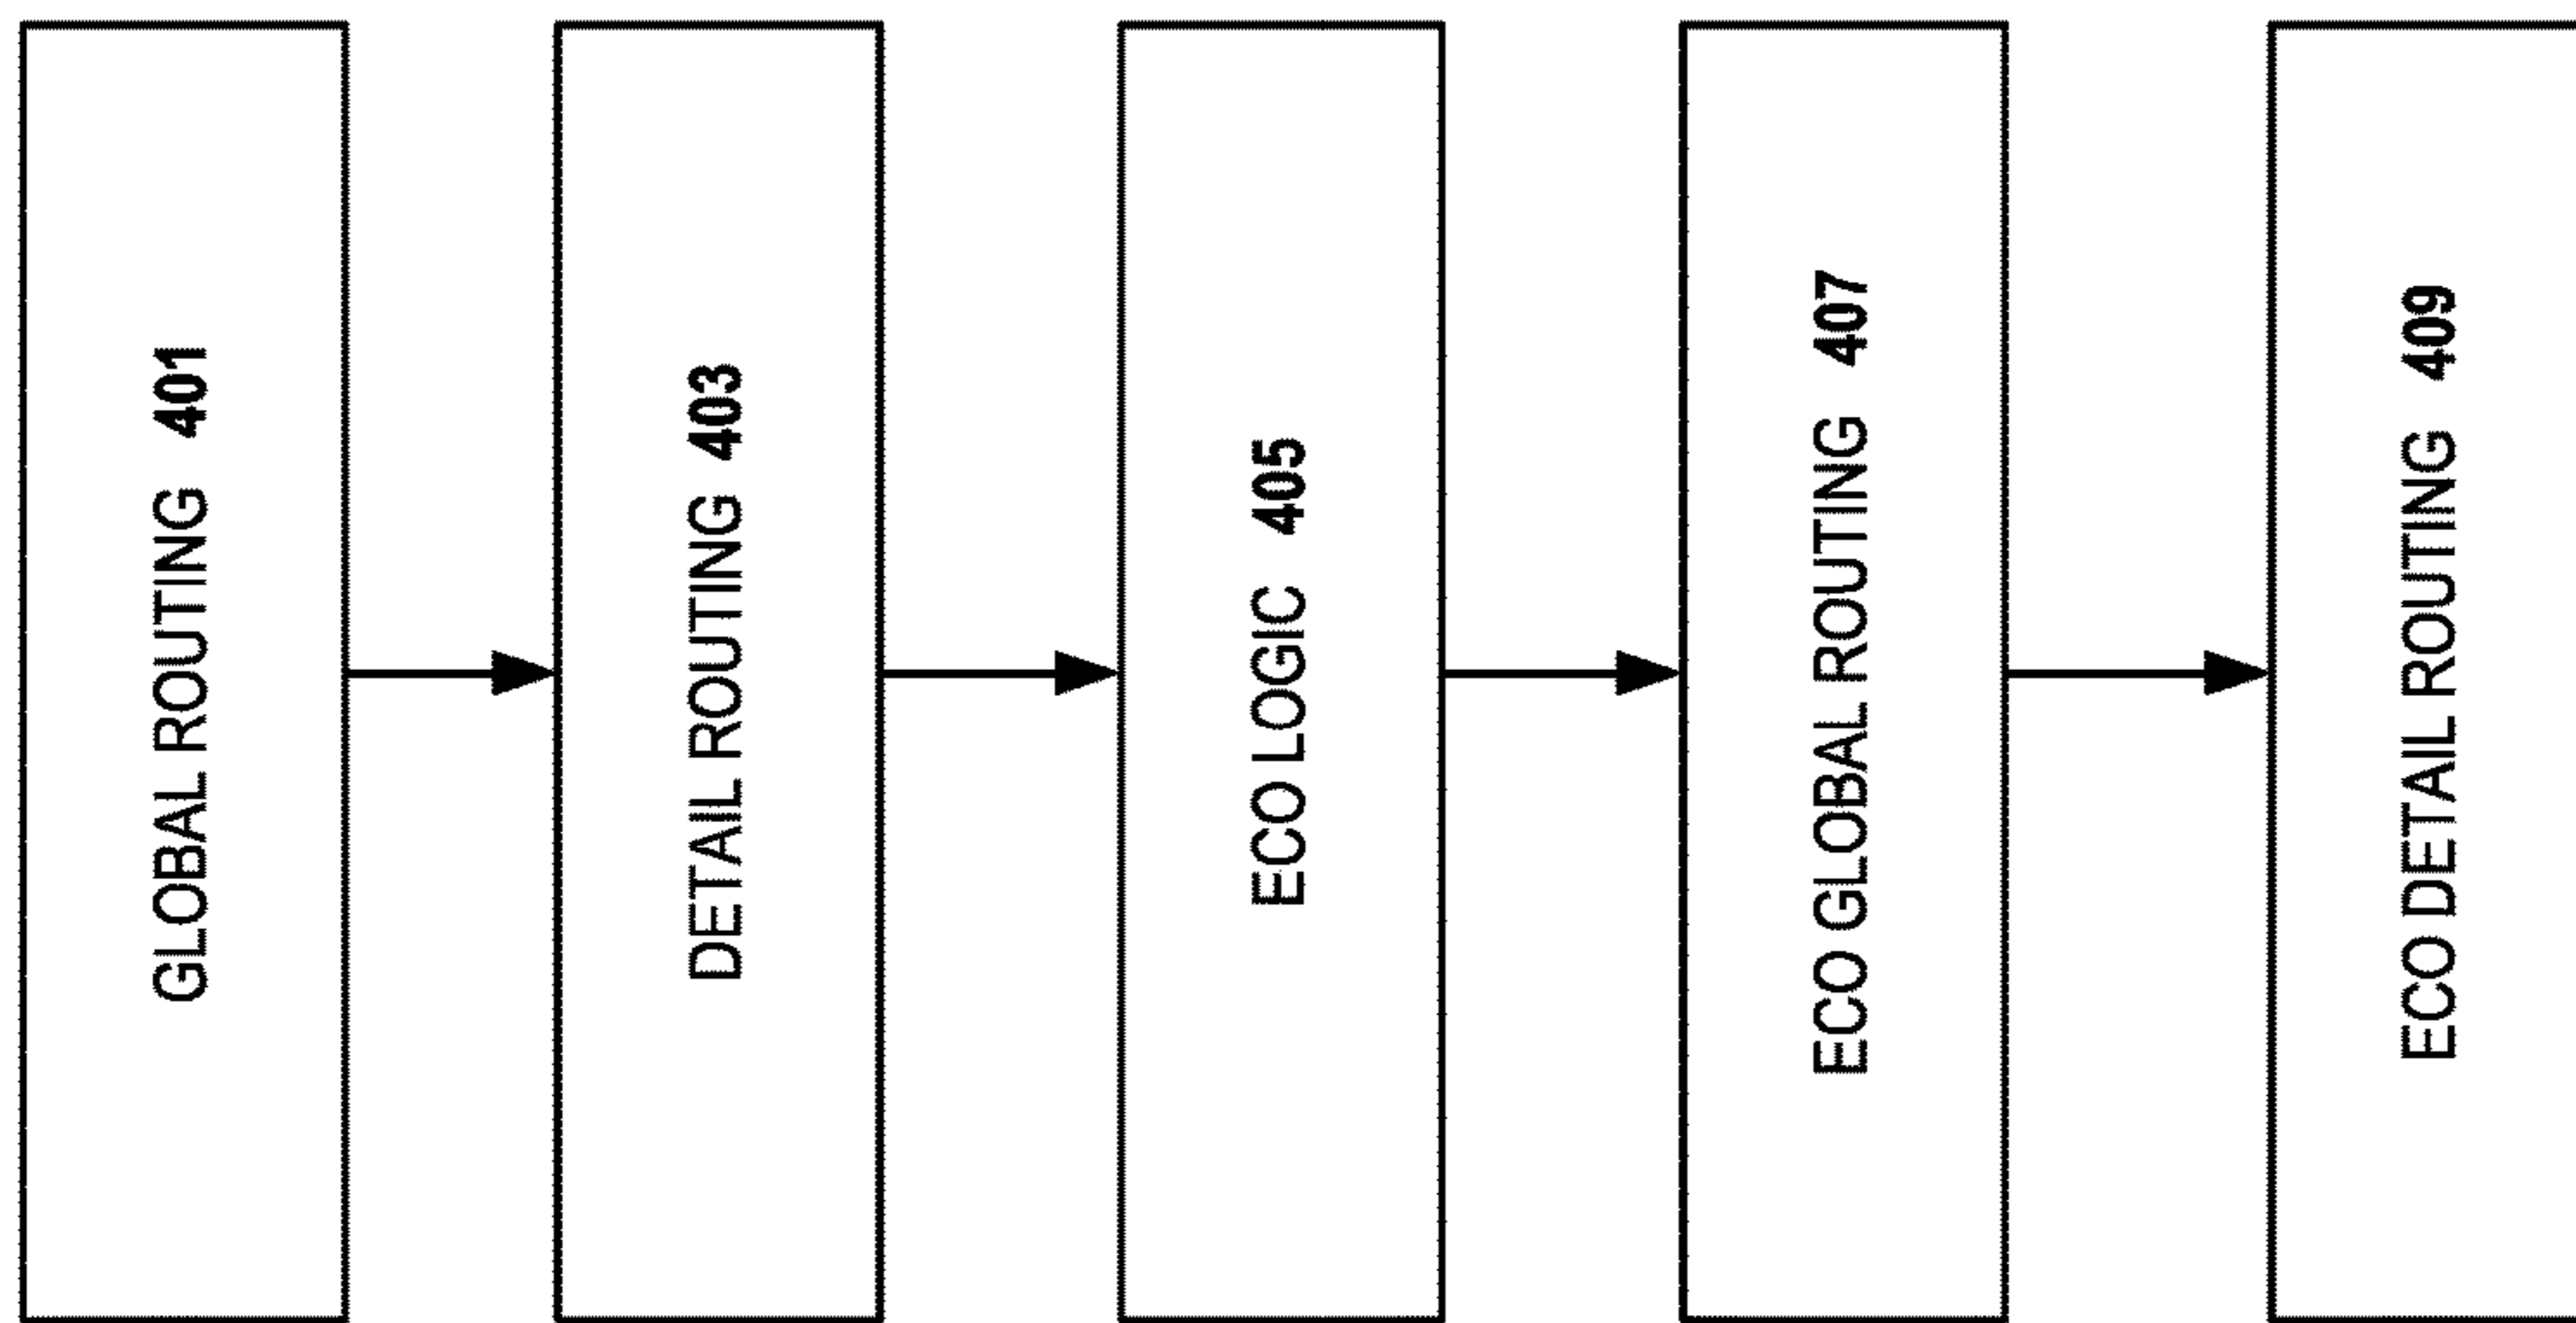 GLOBAL ROUTING 401
DETAIL ROUTING 403
ECO LOGIC 405
ECO GLOBAL ROUTING 407
ECO DETAIL ROUTING 409